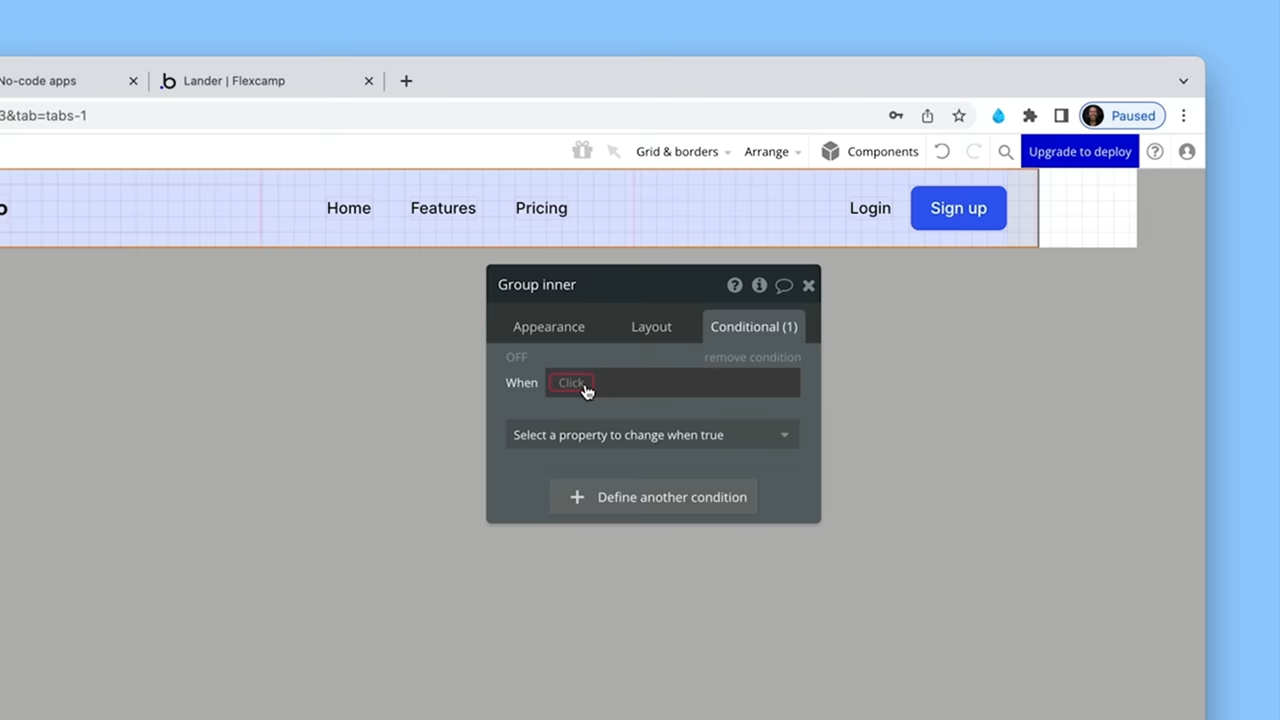 No-code apps
Lander | Flexcamp
3&tab=tabs-1
Paused
Grid & borders
Arrange
Components
Upgrade to deploy
o
Home
Features
Pricing
Login
Sign up
Group inner
Appearance
Layout
Conditional (1)
OFF
remove condition
When
Click
Select a property to change when true
Define another condition